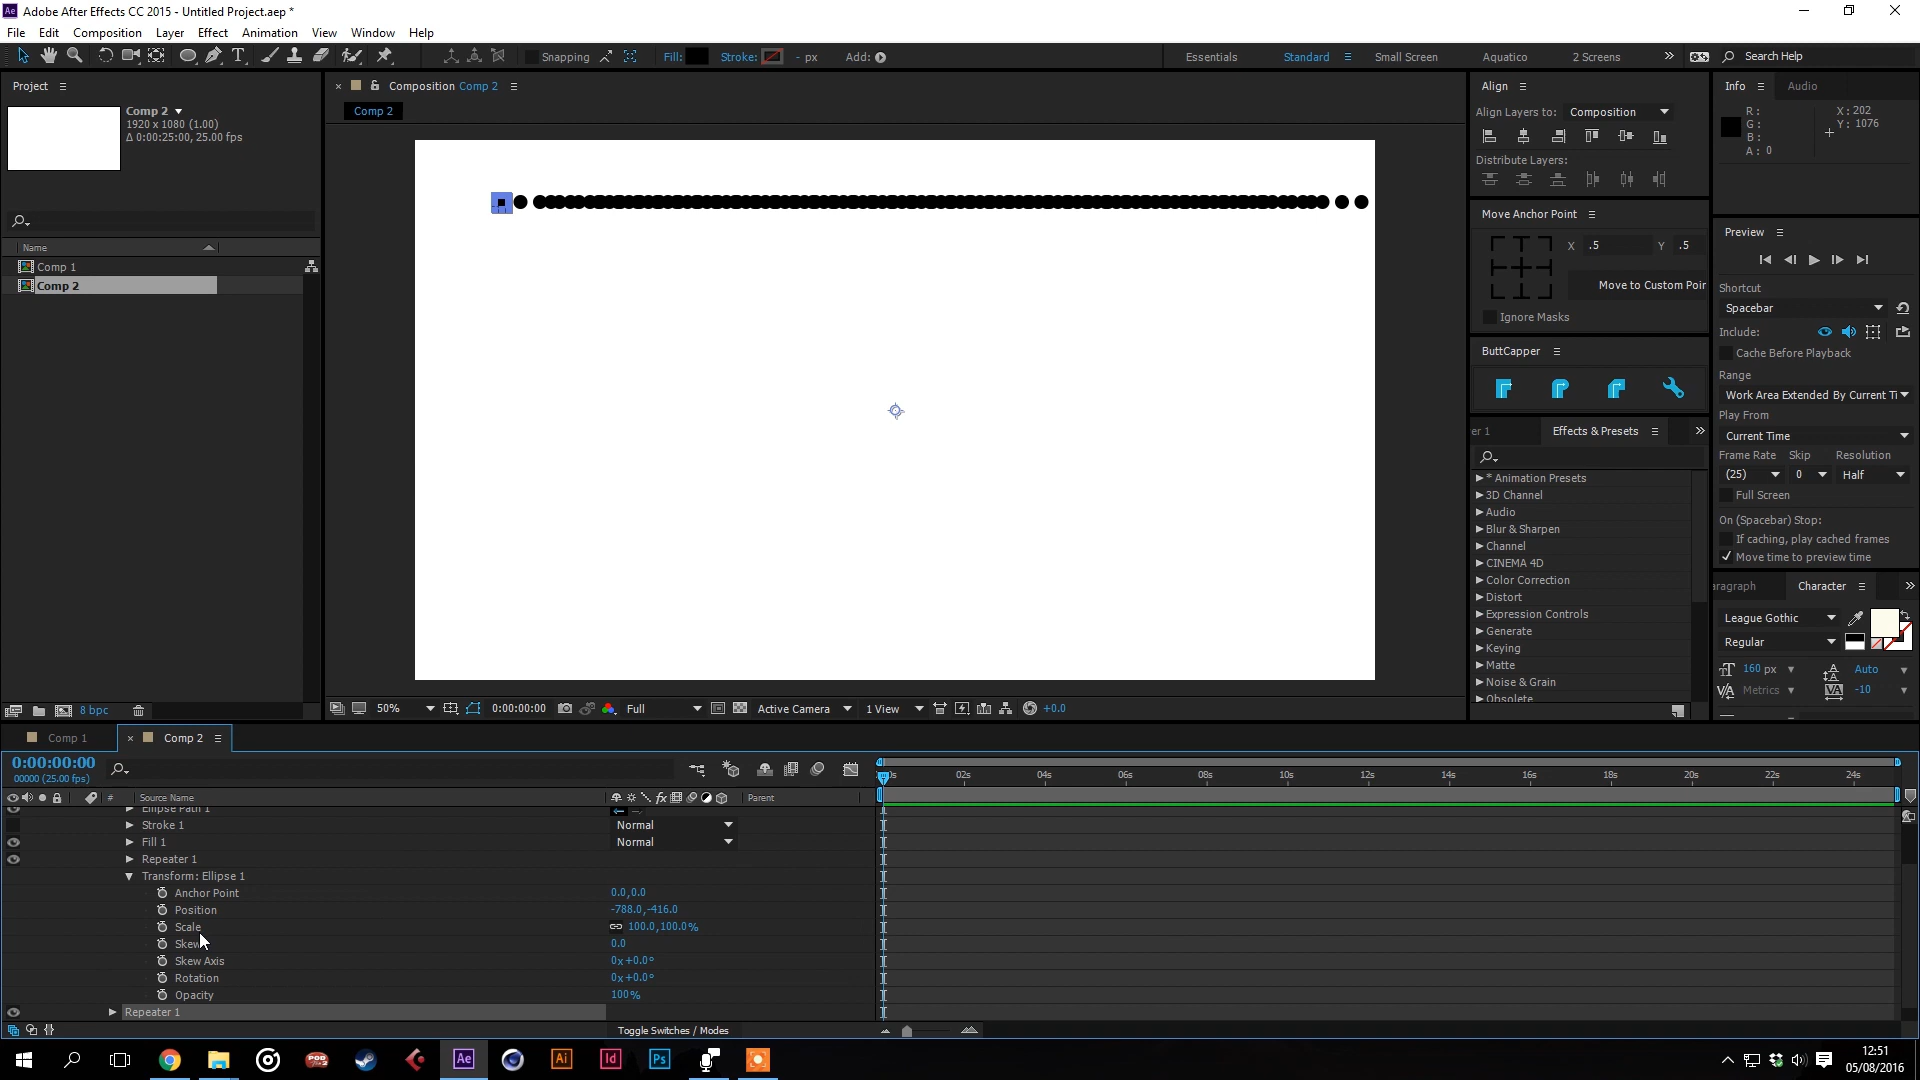 Adobe After Effects CC 2015 - Untitled Project.aep *
File Edit Composition Layer Effect Animation View Window Help
Snapping Fill: Stroke: - px Add: Essentials Standard Small Screen Aquatico 2 Screens Search Help
Project
Comp 2
1920 x 1080 (1.00)
Δ 0:00:25:00, 25.00 fps
Name
Comp 1
Comp 2
8 bpc
Composition Comp 2
Comp 2
50% 0:00:00:00 Full Active Camera 1 View +0.0
Align
Align Layers to: Composition
Distribute Layers:
Move Anchor Point
X .5 Y .5
Move to Custom Poin
Ignore Masks
ButtCapper
er 1 Effects & Presets
* Animation Presets
3D Channel
Audio
Blur & Sharpen
Channel
CINEMA 4D
Color Correction
Distort
Expression Controls
Generate
Keying
Matte
Noise & Grain
Obsolete
Info Audio
R: X: 202
G: Y: 1076
B:
A: 0
Preview
Shortcut
Spacebar
Include:
Cache Before Playback
Range
Work Area Extended By Current Ti
Play From
Current Time
Frame Rate Skip Resolution
(25) 0 Half
Full Screen
On (Spacebar) Stop:
If caching, play cached frames
Move time to preview time
aragraph Character
League Gothic
Regular
160 px Auto
Metrics -10
Comp 1 Comp 2
0:00:00:00
00000 (25.00 fps)
# Source Name Parent
0s 02s 04s 06s 08s 10s 12s 14s 16s 18s 20s 22s 24s
Ellipse Path 1
Stroke 1 Normal
Fill 1 Normal
Repeater 1
Transform: Ellipse 1
Anchor Point 0.0,0.0
Position -788.0,-416.0
Scale 100.0,100.0%
Skew 0.0
Skew Axis 0x+0.0°
Rotation 0x+0.0°
Opacity 100%
Repeater 1
Toggle Switches / Modes
Ae Ai Id Ps
12:51
05/08/2016